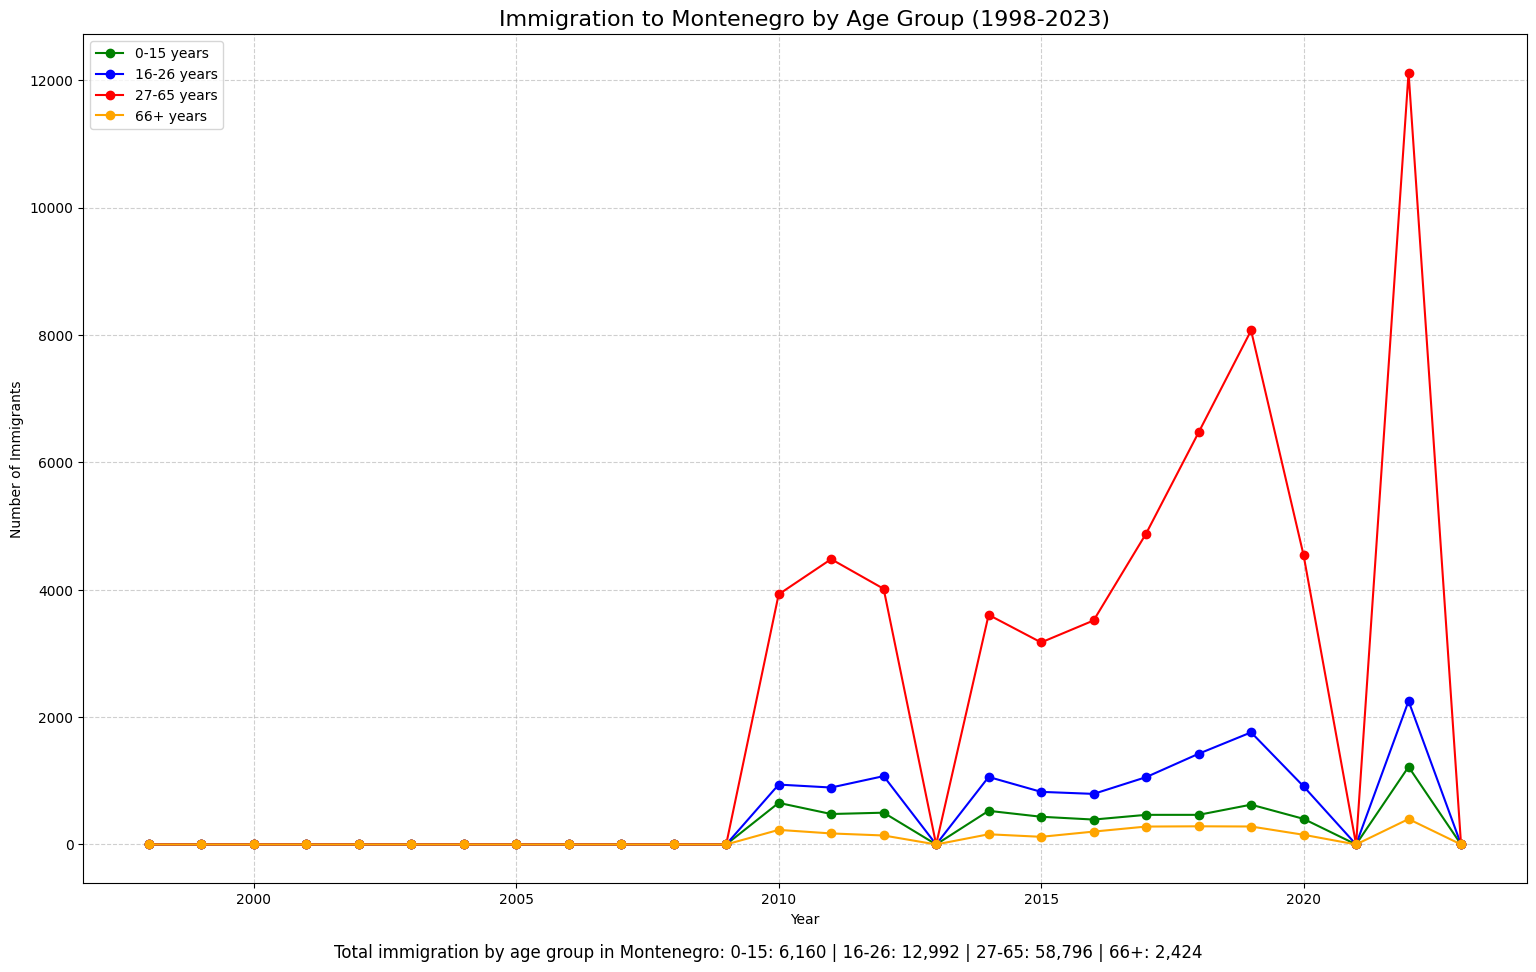 Immigration to Montenegro by Age Group (1998-2023)
0-15 years
16-26 years
27-65 years
66+ years
Number of Immigrants
12000
10000
8000
6000
4000
2000
0
2000 2005 2010 2015 2020
Year
Total immigration by age group in Montenegro: 0-15: 6,160 | 16-26: 12,992 | 27-65: 58,796 | 66+: 2,424